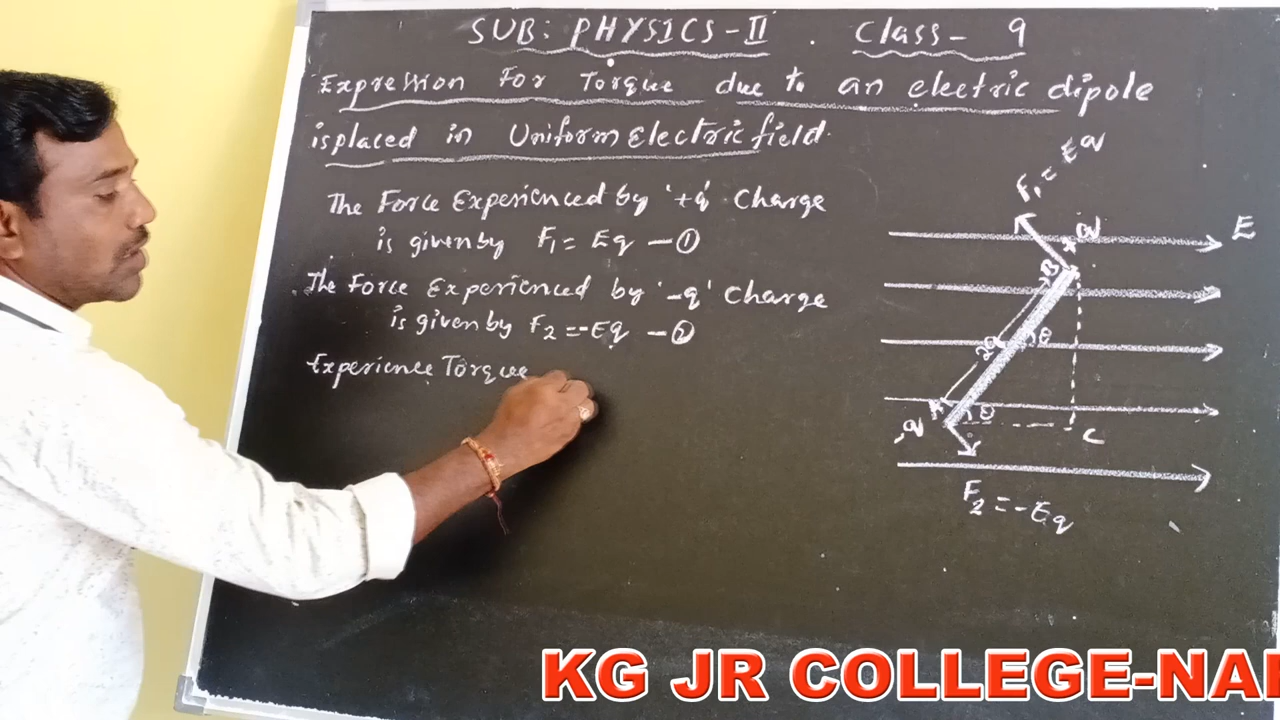 SUB: PHYSICS-II . Class- 9
Expression For Torque due to an electric dipole
isplaced in Uniform Electric field.
The Force Experienced by '+q' Charge
is given by F₁ = Eq — ①
The Force Experienced by '-q' Charge
is given by F₂ = -Eq — ②
Experience Torque
F₁ = Eq
E
+q
B
2a
θ
A
θ
-q
C
F₂ = -Eq
KG JR COLLEGE-NA